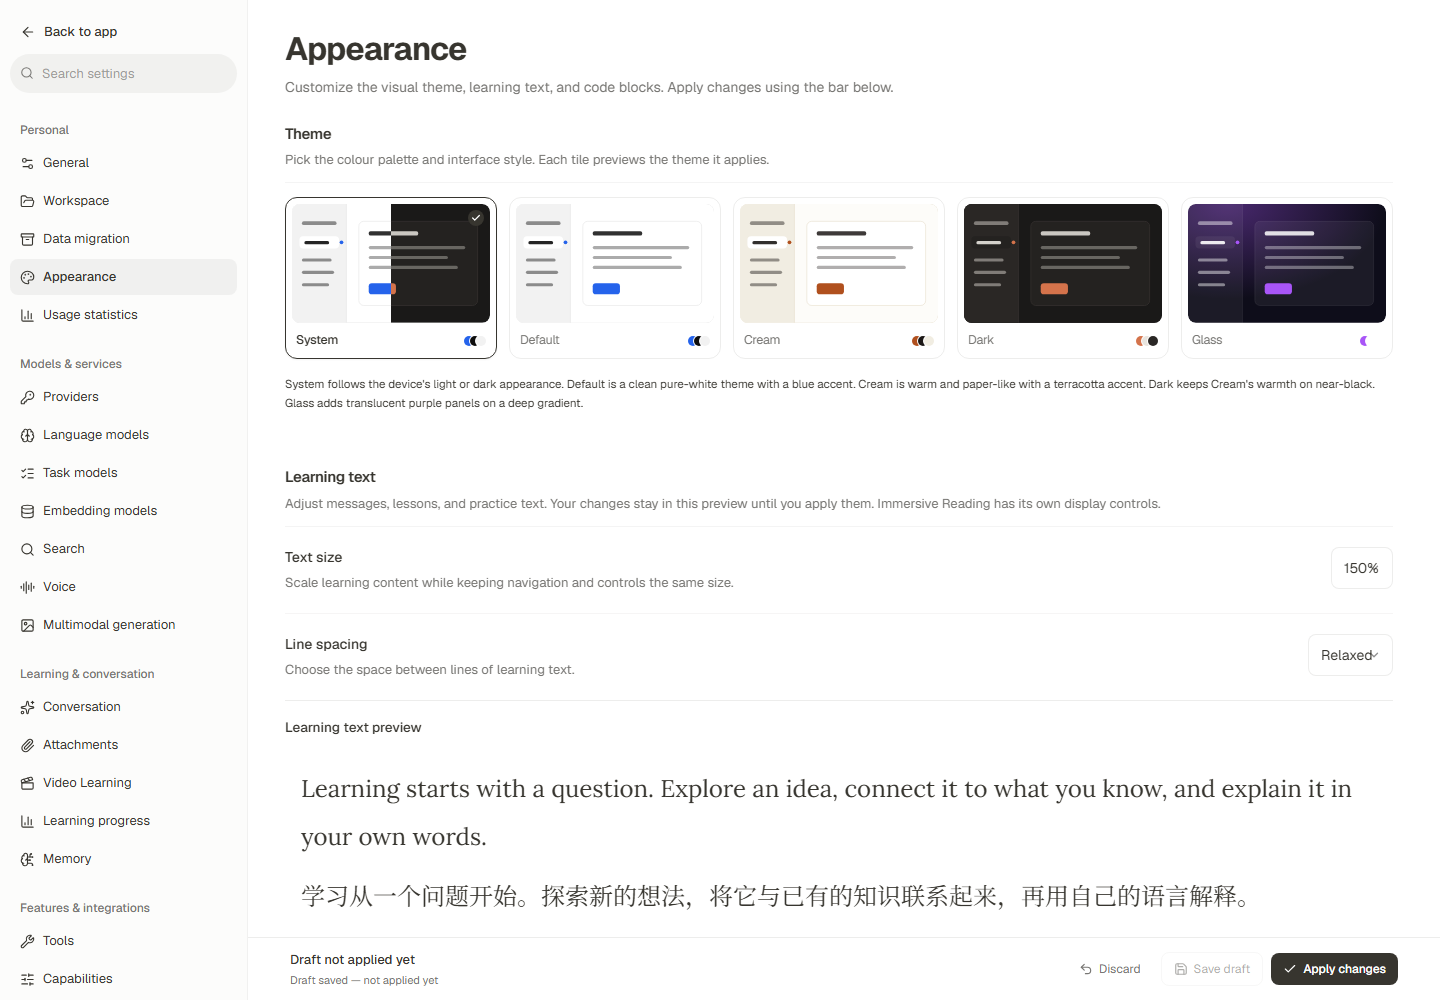 Back to app
Search settings
Personal
General
Workspace
Data migration
Appearance
Usage statistics
Models & services
Providers
Language models
Task models
Embedding models
Search
Voice
Multimodal generation
Learning & conversation
Conversation
Attachments
Video Learning
Learning progress
Memory
Features & integrations
Tools
Capabilities
Appearance
Customize the visual theme, learning text, and code blocks. Apply changes using the bar below.
Theme
Pick the colour palette and interface style. Each tile previews the theme it applies.
System
Default
Cream
Dark
Glass
System follows the device's light or dark appearance. Default is a clean pure-white theme with a blue accent. Cream is warm and paper-like with a terracotta accent. Dark keeps Cream's warmth on near-black.
Glass adds translucent purple panels on a deep gradient.
Learning text
Adjust messages, lessons, and practice text. Your changes stay in this preview until you apply them. Immersive Reading has its own display controls.
Text size
Scale learning content while keeping navigation and controls the same size.
150%
Line spacing
Choose the space between lines of learning text.
Relaxed
Learning text preview
Learning starts with a question. Explore an idea, connect it to what you know, and explain it in
your own words.
学习从一个问题开始。探索新的想法，将它与已有的知识联系起来，再用自己的语言解释。
Draft not applied yet
Draft saved — not applied yet
Discard
Save draft
Apply changes